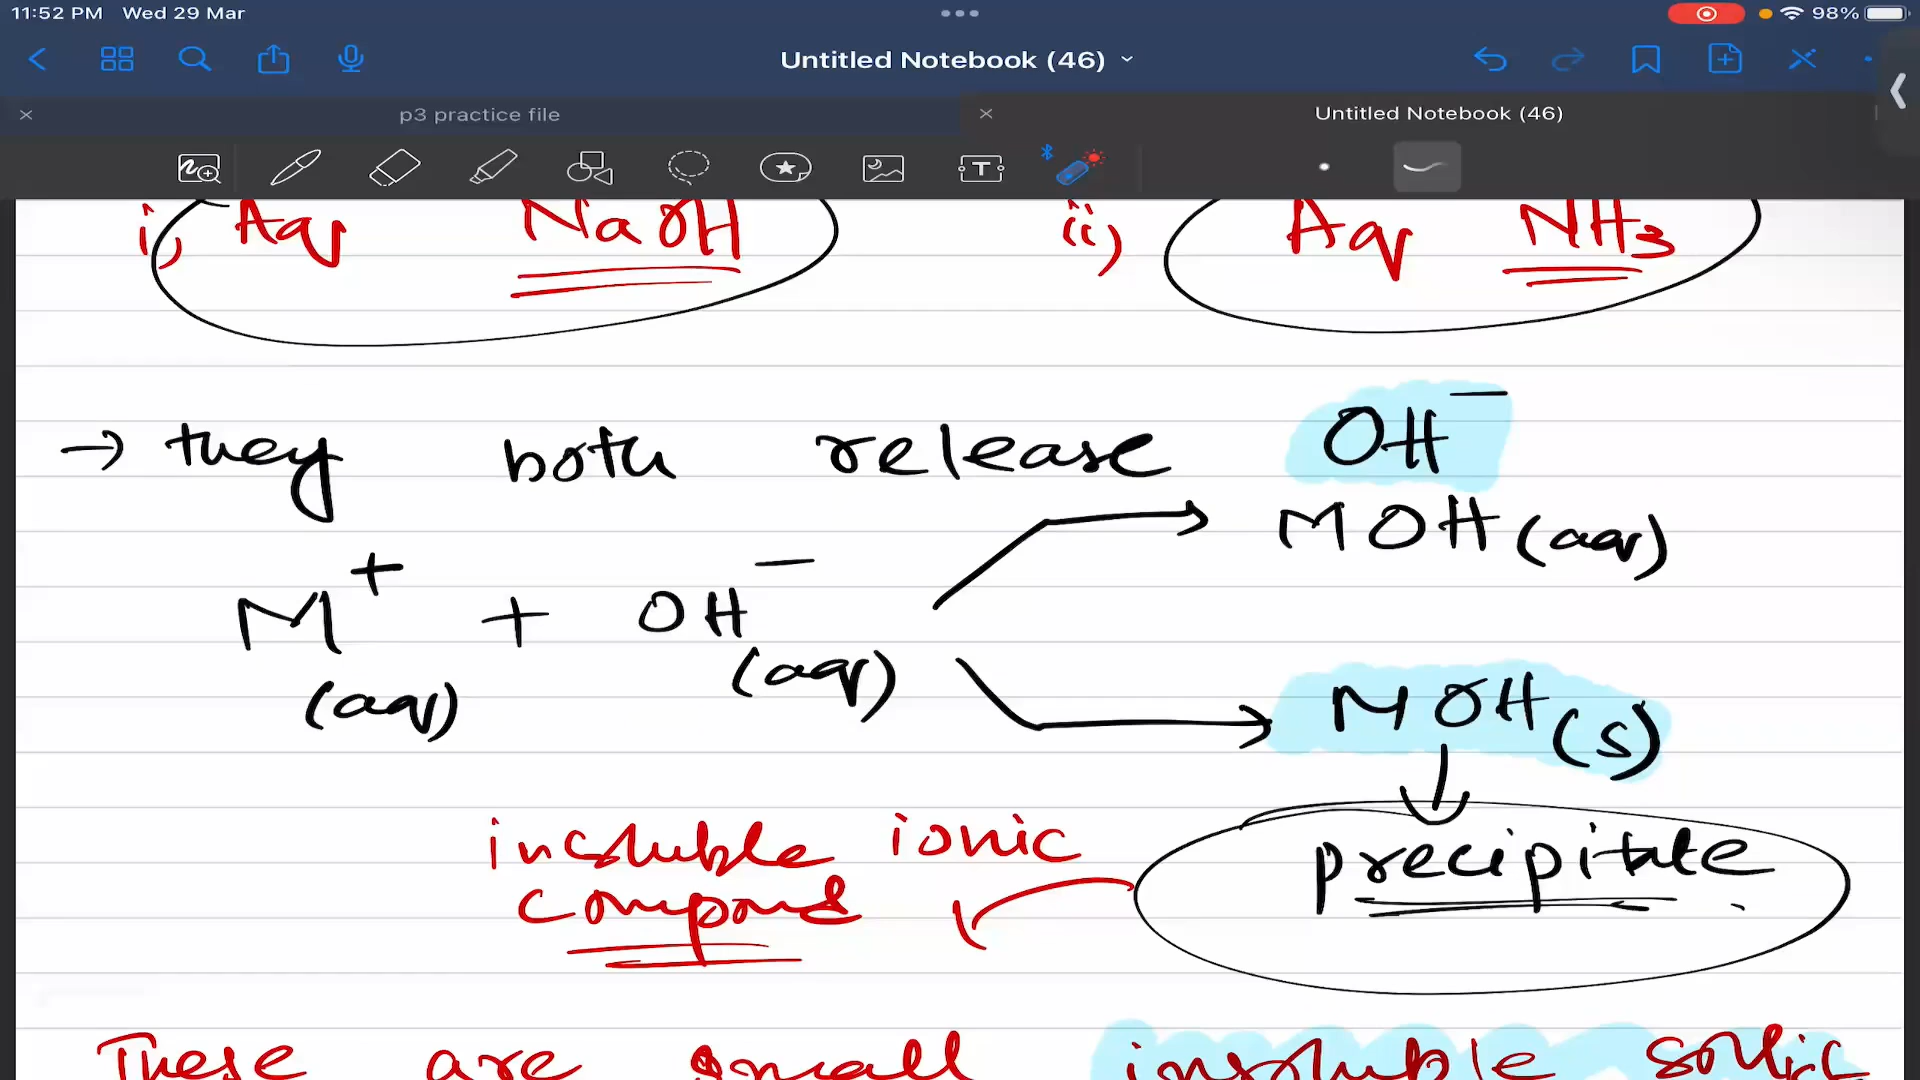 11:52 PM Wed 29 Mar 98%
Untitled Notebook (46)
p3 practice file Untitled Notebook (46)
i) Aq NaOH ii) Aq NH3
→ they both release OH⁻
MOH (aq)
M⁺ (aq) + OH⁻ (aq)
MOH (s)
insoluble ionic
compound
precipitate
These are small insoluble